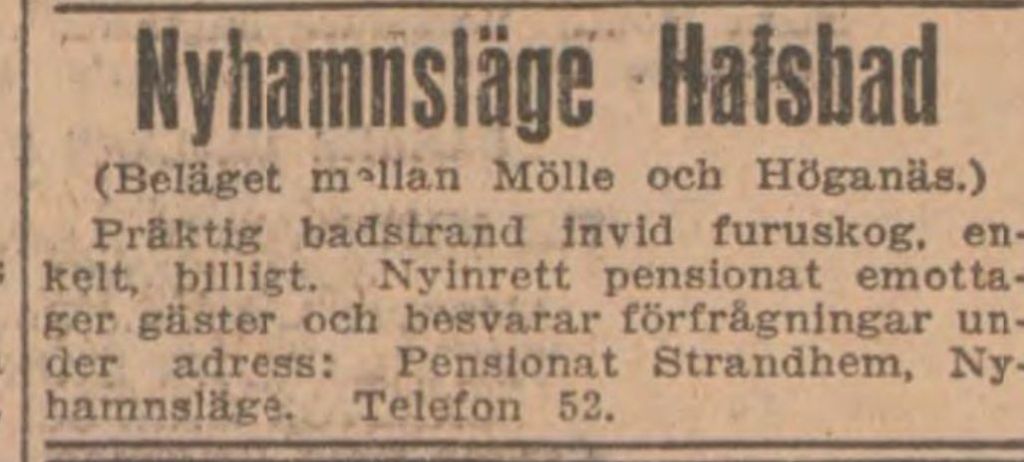 Nyhamnsläge Hafsbad
(Beläget mellan Mölle och Höganäs.)
Präktig badstrand invid furuskog, en-
kelt, billigt. Nyinrett pensionat emotta-
ger gäster och besvarar förfrågningar un-
der adress: Pensionat Strandhem, Ny-
hamnsläge. Telefon 52.